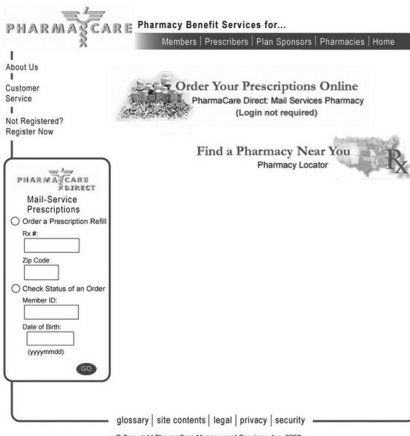 PHARMACARE
Pharmacy Benefit Services for...
Members | Prescribers | Plan Sponsors | Pharmacies | Home
About Us
Customer
Service
Not Registered?
Register Now
Order Your Prescriptions Online
PharmaCare Direct: Mail Services Pharmacy
(Login not required)
Find a Pharmacy Near You
Pharmacy Locator
Rx
PHARMACARE
DIRECT
Mail-Service
Prescriptions
Order a Prescription Refill
Rx #:
Zip Code
Check Status of an Order
Member ID:
Date of Birth:
(yyyymmdd)
GO
glossary | site contents | legal | privacy | security